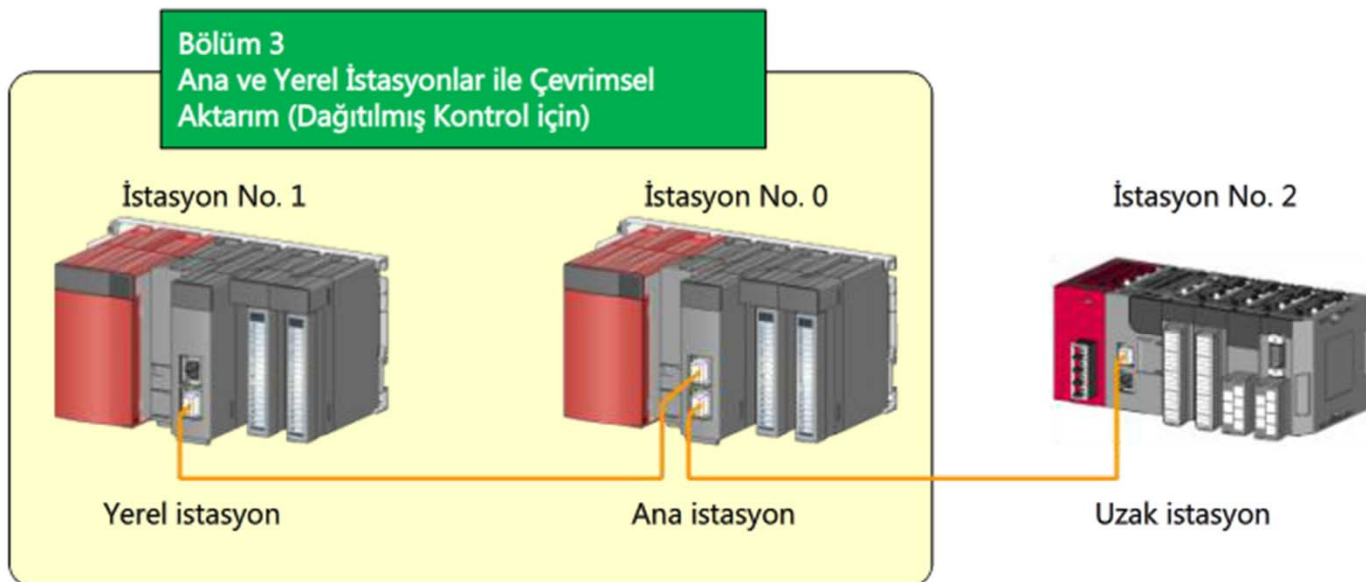 Bölüm 3
Ana ve Yerel İstasyonlar ile Çevrimsel
Aktarım (Dağıtılmış Kontrol için)
İstasyon No. 1
İstasyon No. 0
İstasyon No. 2
Yerel istasyon
Ana istasyon
Uzak istasyon